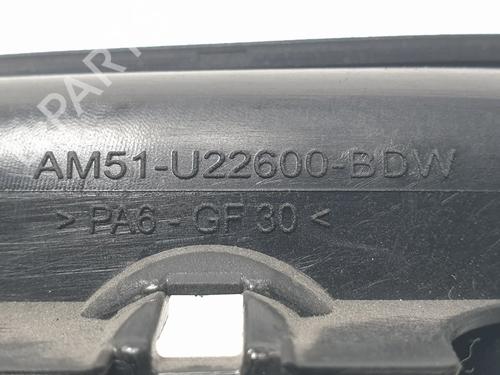 AM51-U22600-BDW
> PA6 - GF 30 <